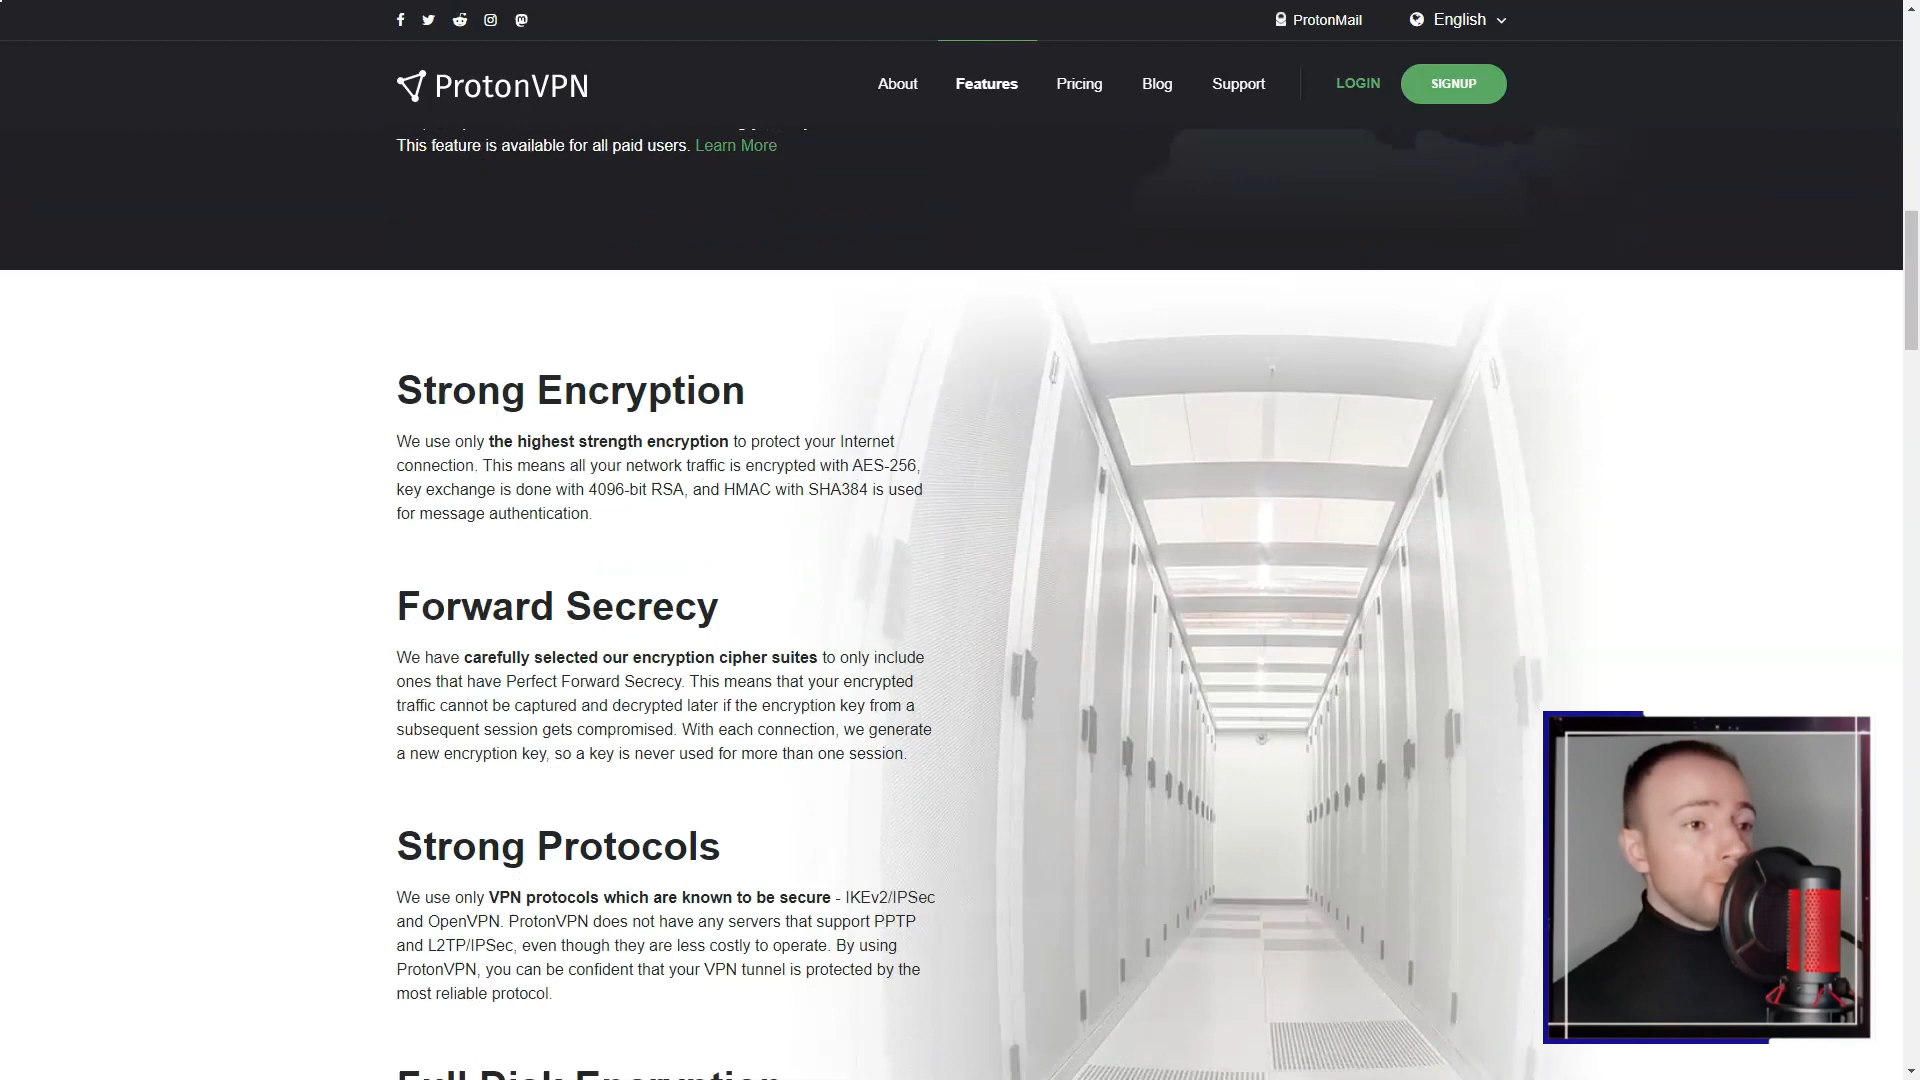 ProtonMail
English
ProtonVPN
About
Features
Pricing
Blog
Support
LOGIN
SIGNUP
This feature is available for all paid users. Learn More
Strong Encryption
We use only the highest strength encryption to protect your Internet
connection. This means all your network traffic is encrypted with AES-256,
key exchange is done with 4096-bit RSA, and HMAC with SHA384 is used
for message authentication.
Forward Secrecy
We have carefully selected our encryption cipher suites to only include
ones that have Perfect Forward Secrecy. This means that your encrypted
traffic cannot be captured and decrypted later if the encryption key from a
subsequent session gets compromised. With each connection, we generate
a new encryption key, so a key is never used for more than one session.
Strong Protocols
We use only VPN protocols which are known to be secure - IKEv2/IPSec
and OpenVPN. ProtonVPN does not have any servers that support PPTP
and L2TP/IPSec, even though they are less costly to operate. By using
ProtonVPN, you can be confident that your VPN tunnel is protected by the
most reliable protocol.
Full Disk Encryption